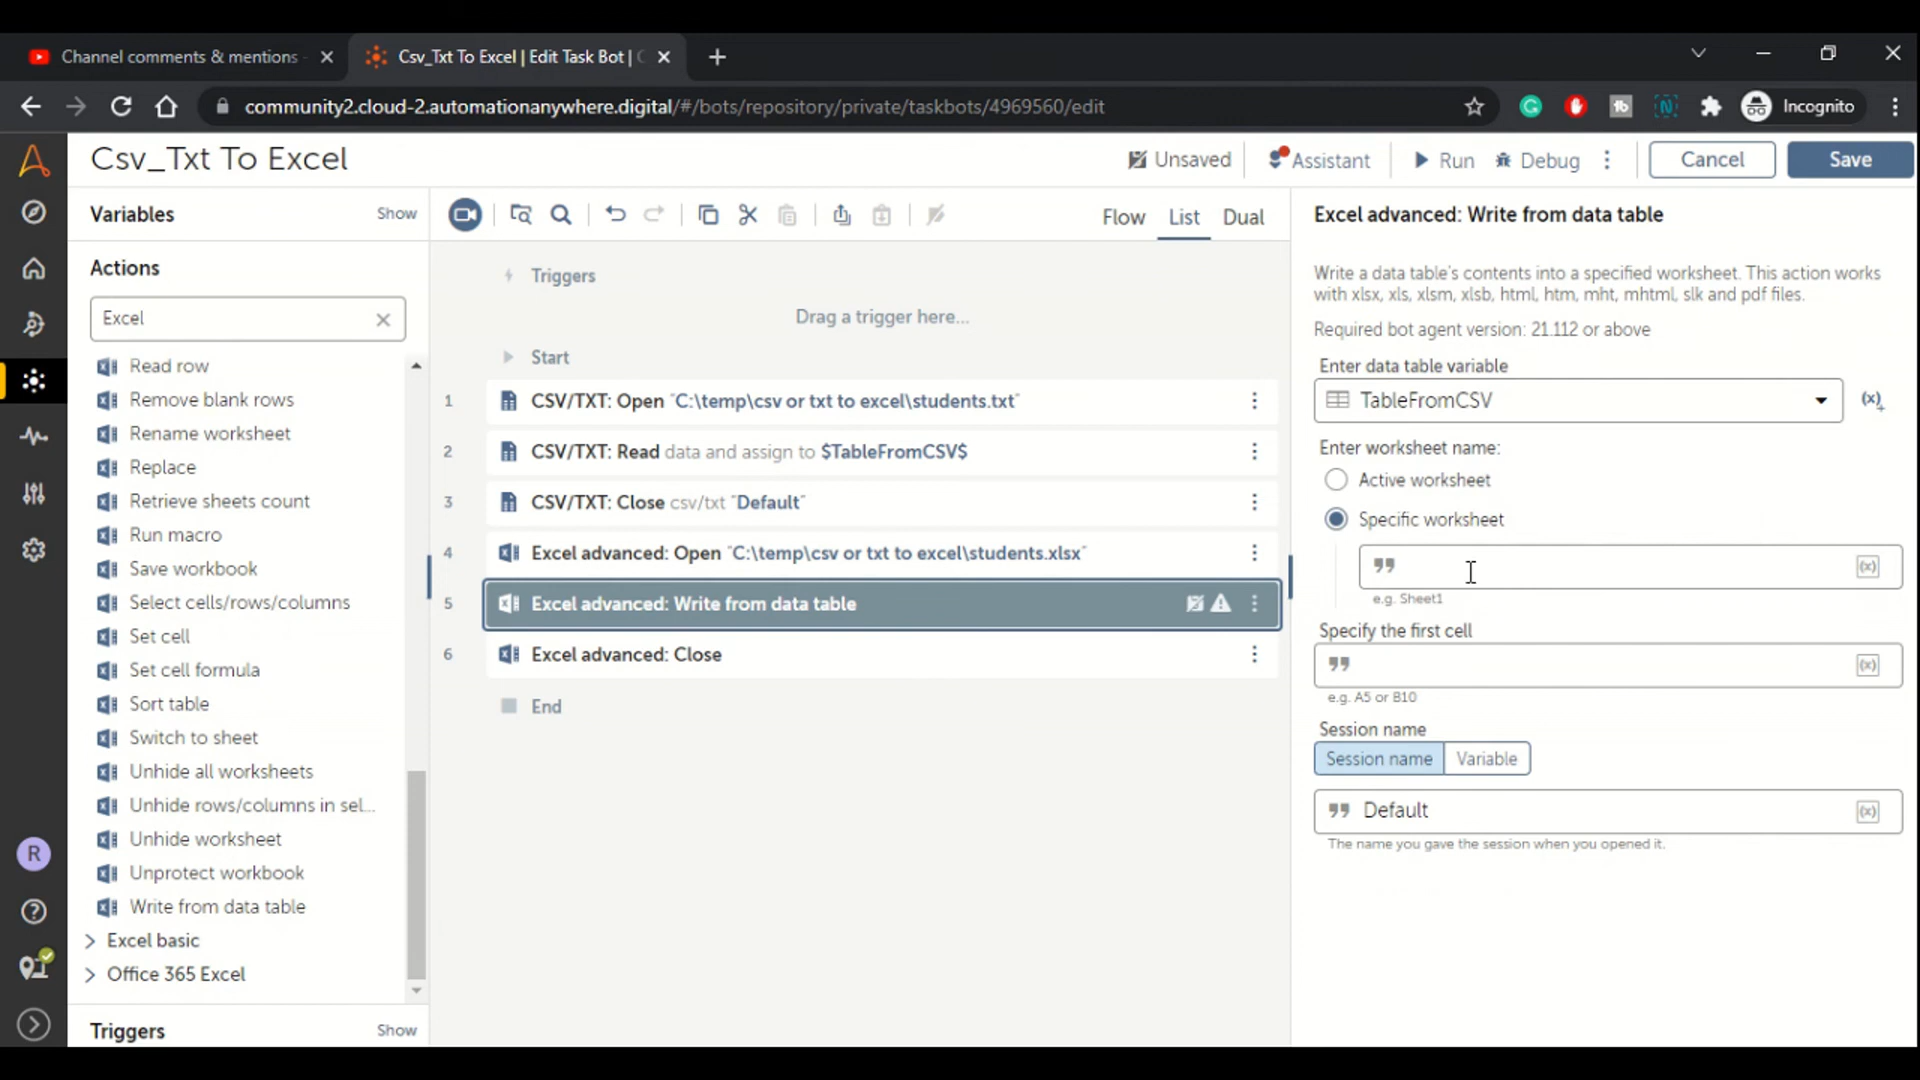 Channel comments & mentions -
Csv_Txt To Excel | Edit Task Bot |
community2.cloud-2.automationanywhere.digital/#/bots/repository/private/taskbots/4969560/edit
Incognito
Csv_Txt To Excel
Unsaved
Assistant
Run
Debug
Cancel
Save
Variables
Show
Flow
List
Dual
Actions
Excel
Read row
Remove blank rows
Rename worksheet
Replace
Retrieve sheets count
Run macro
Save workbook
Select cells/rows/columns
Set cell
Set cell formula
Sort table
Switch to sheet
Unhide all worksheets
Unhide rows/columns in sel...
Unhide worksheet
Unprotect workbook
Write from data table
Excel basic
Office 365 Excel
Triggers
Show
R
Triggers
Drag a trigger here...
Start
1 CSV/TXT: Open "C:\temp\csv or txt to excel\students.txt"
2 CSV/TXT: Read data and assign to $TableFromCSV$
3 CSV/TXT: Close csv/txt "Default"
4 Excel advanced: Open "C:\temp\csv or txt to excel\students.xlsx"
5 Excel advanced: Write from data table
6 Excel advanced: Close
End
Excel advanced: Write from data table
Write a data table's contents into a specified worksheet. This action works
with xlsx, xls, xlsm, xlsb, html, htm, mht, mhtml, slk and pdf files.
Required bot agent version: 21.112 or above
Enter data table variable
TableFromCSV
(x)+
Enter worksheet name:
Active worksheet
Specific worksheet
(x)
e.g. Sheet1
Specify the first cell
(x)
e.g. A5 or B10
Session name
Session name
Variable
Default
(x)
The name you gave the session when you opened it.